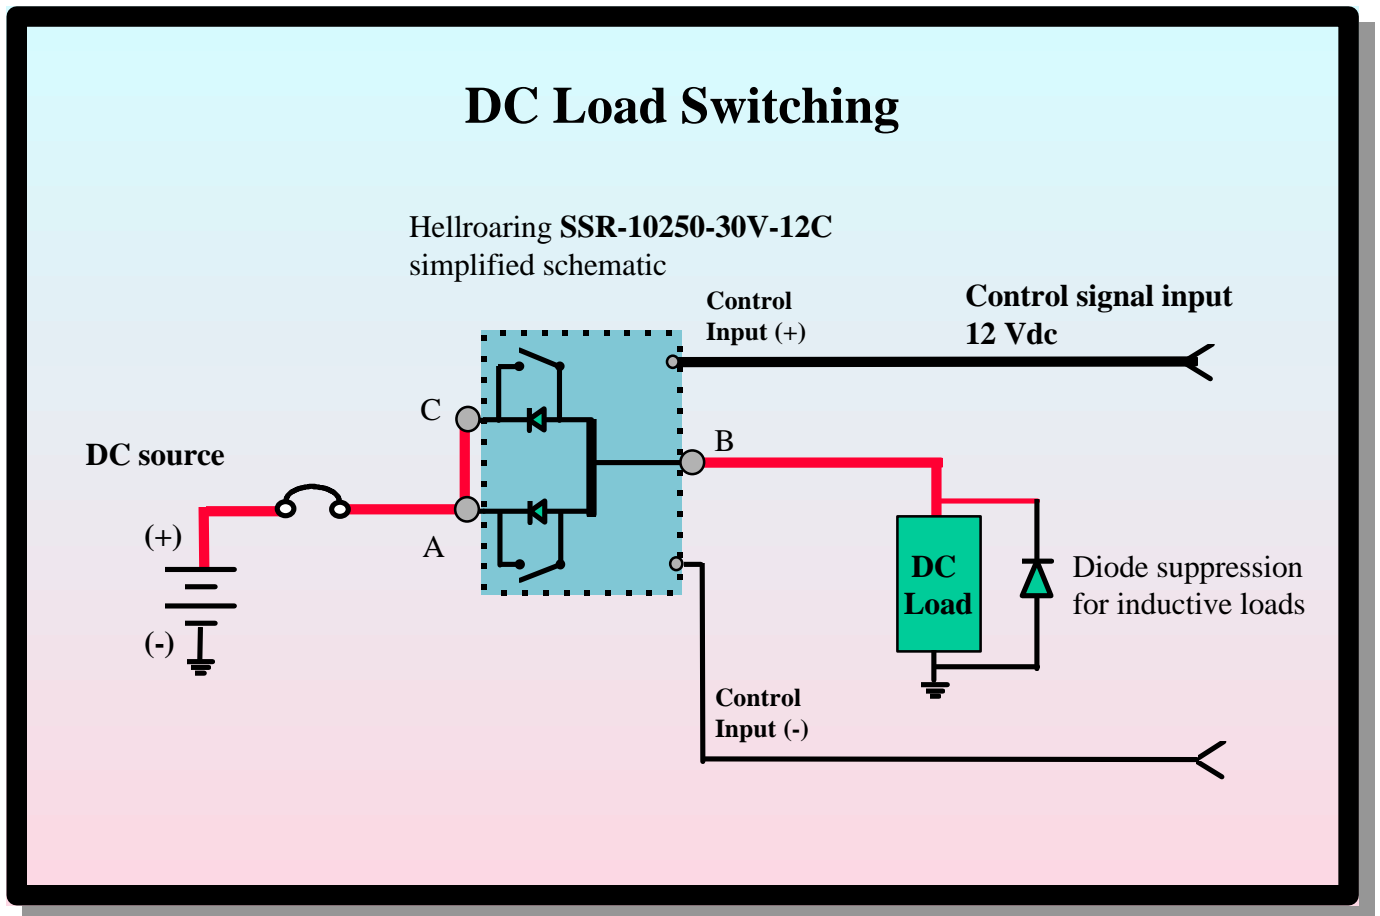 DC Load Switching
Hellroaring SSR-10250-30V-12C
simplified schematic
Control
Input (+)
Control signal input
12 Vdc
C
B
DC source
(+)
A
(-)
DC
Load
Diode suppression
for inductive loads
Control
Input (-)